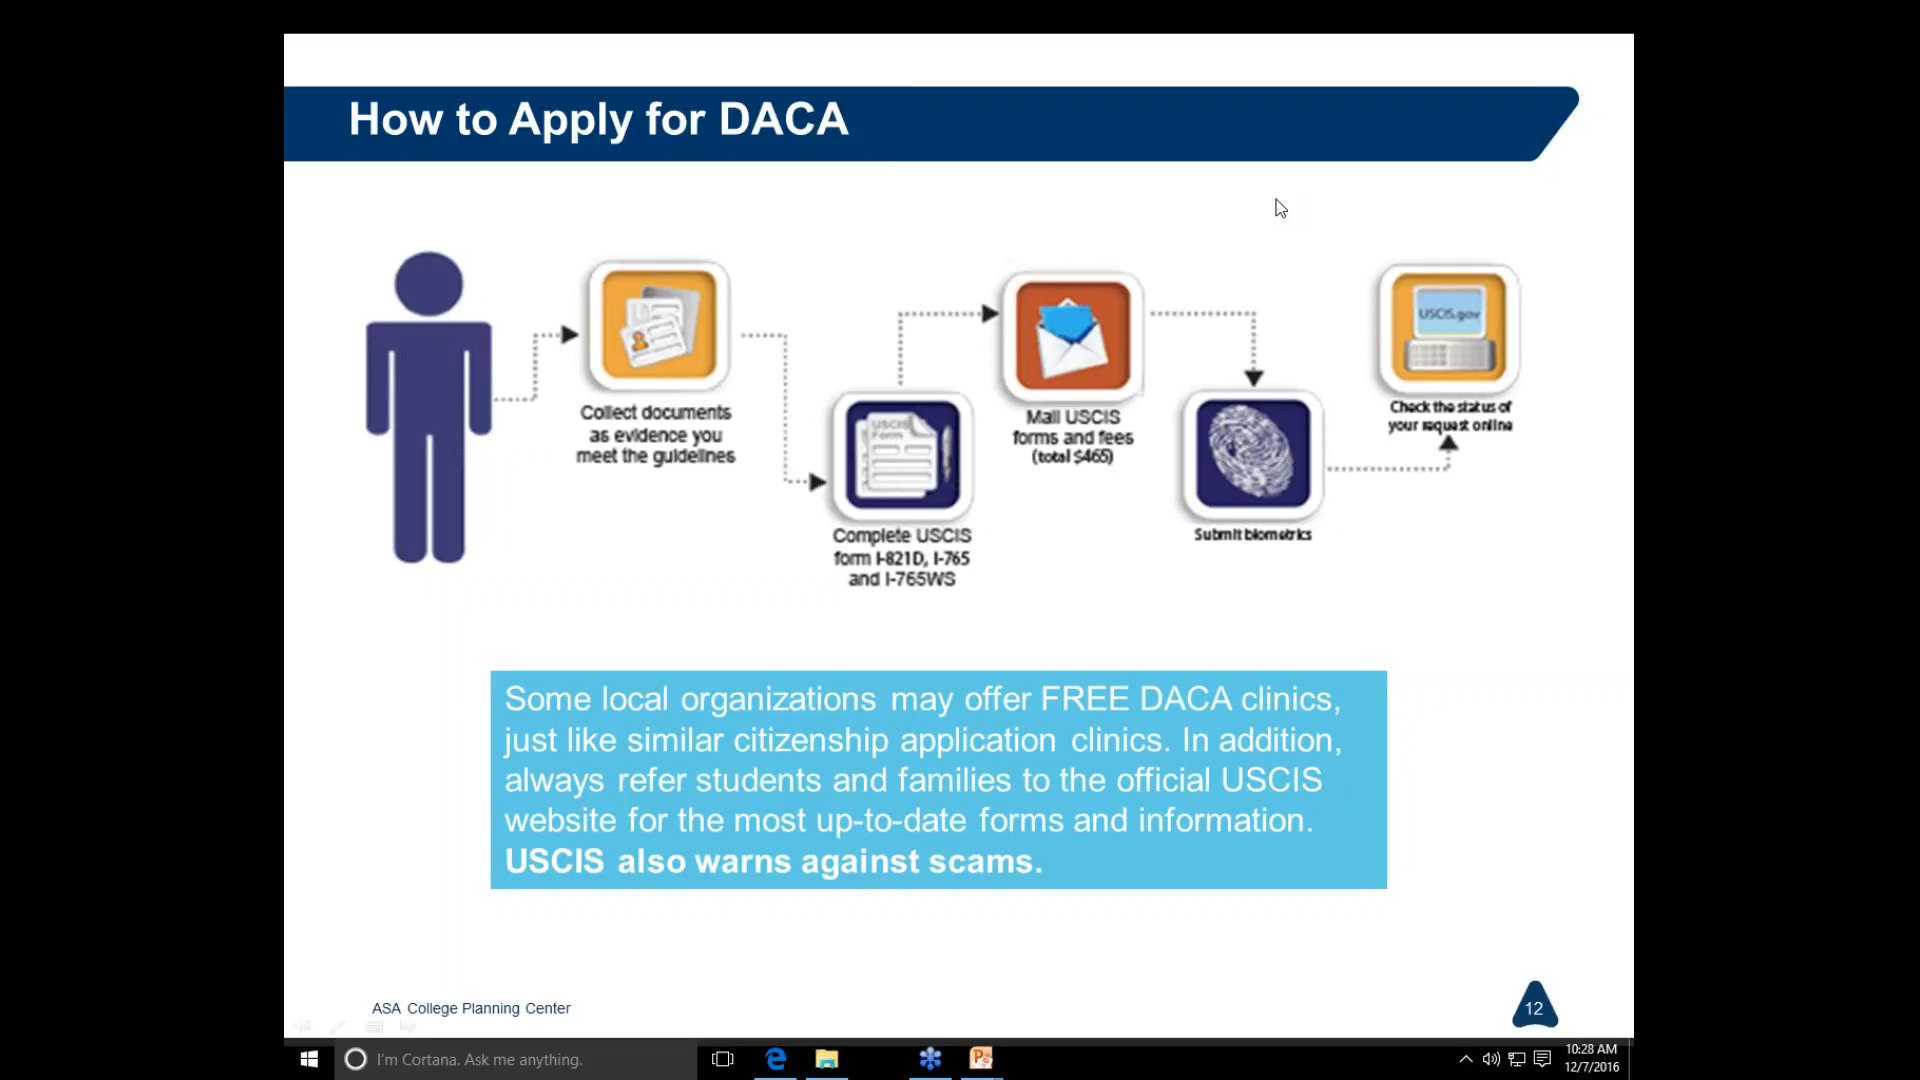 How to Apply for DACA
Collect documents
as evidence you
meet the guidelines
USCIS
Form
Complete USCIS
form I-821D, I-765
and I-765WS
Mail USCIS
forms and fees
(total $465)
Submit biometrics
USCIS.gov
Check the status of
your request online
Some local organizations may offer FREE DACA clinics,
just like similar citizenship application clinics. In addition,
always refer students and families to the official USCIS
website for the most up-to-date forms and information.
USCIS also warns against scams.
ASA College Planning Center
12
I'm Cortana. Ask me anything.
10:28 AM
12/7/2016